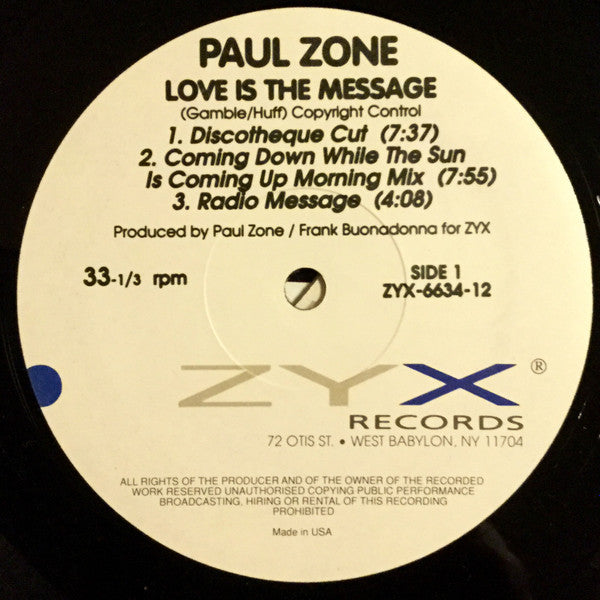 PAUL ZONE
LOVE IS THE MESSAGE
(Gamble/Huff) Copyright Control
1. Discotheque Cut (7:37)
2. Coming Down While The Sun
Is Coming Up Morning Mix (7:55)
3. Radio Message (4:08)
Produced by Paul Zone / Frank Buonadonna for ZYX
33-1/3 rpm
SIDE 1
ZYX-6634-12
ZYX®
RECORDS
72 OTIS ST. • WEST BABYLON, NY 11704
ALL RIGHTS OF THE PRODUCER AND OF THE OWNER OF THE RECORDED
WORK RESERVED UNAUTHORISED COPYING PUBLIC PERFORMANCE
BROADCASTING, HIRING OR RENTAL OF THIS RECORDING
PROHIBITED
Made in USA